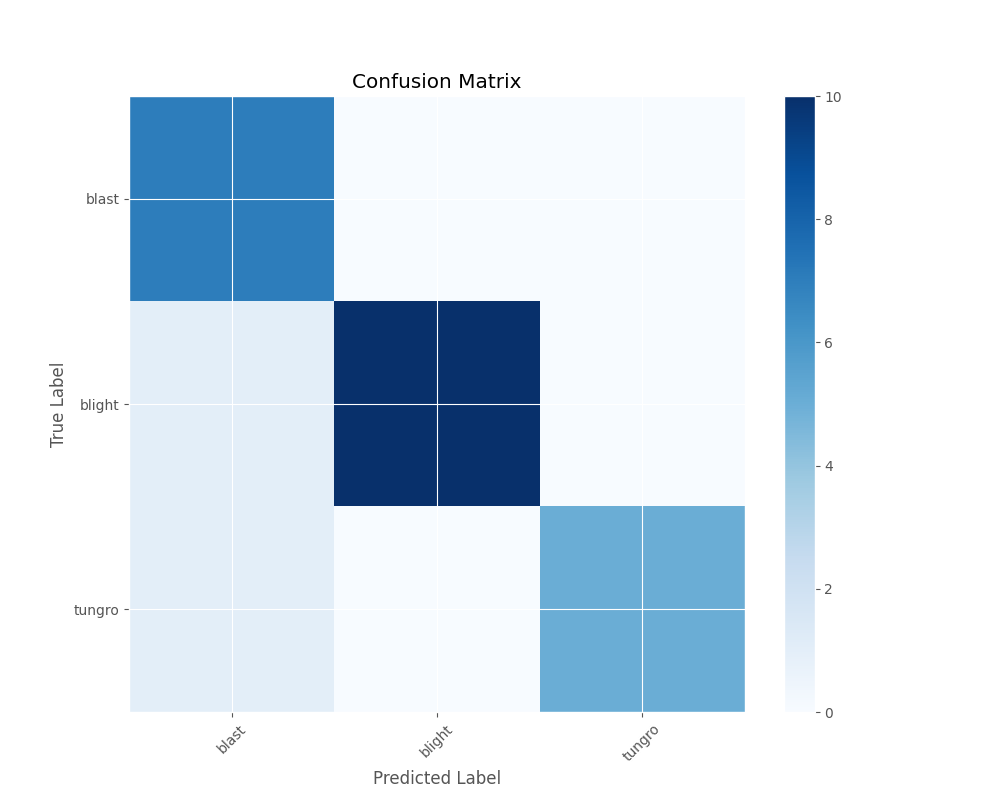 Confusion Matrix
True Label
blast
blight
tungro
blast
blight
tungro
Predicted Label
10
8
6
4
2
0